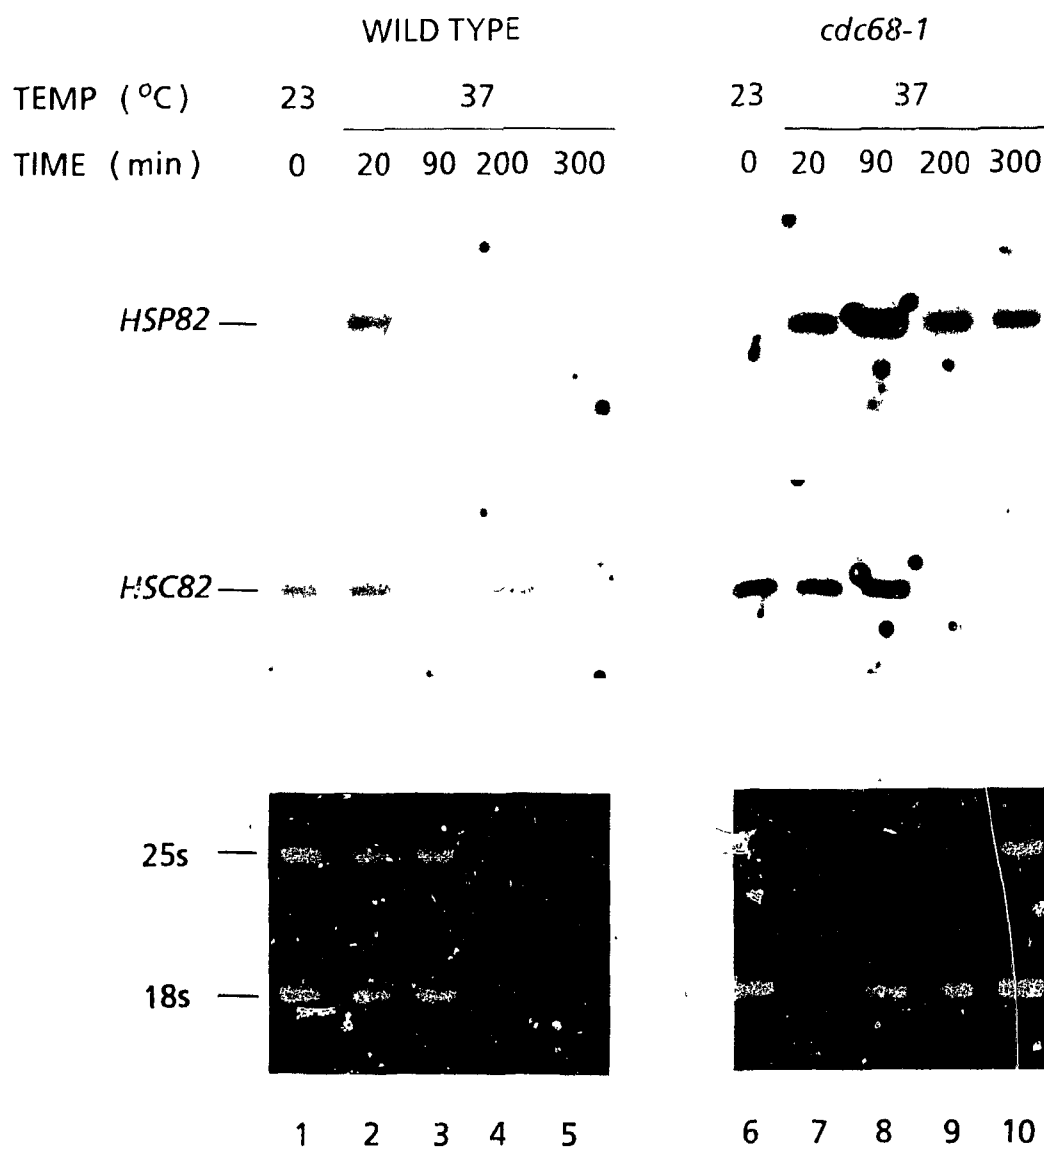 WILD TYPE cdc68-1
TEMP (°C) 23 37 23 37
TIME (min) 0 20 90 200 300 0 20 90 200 300
HSP82
HSC82
25s
18s
1 2 3 4 5 6 7 8 9 10